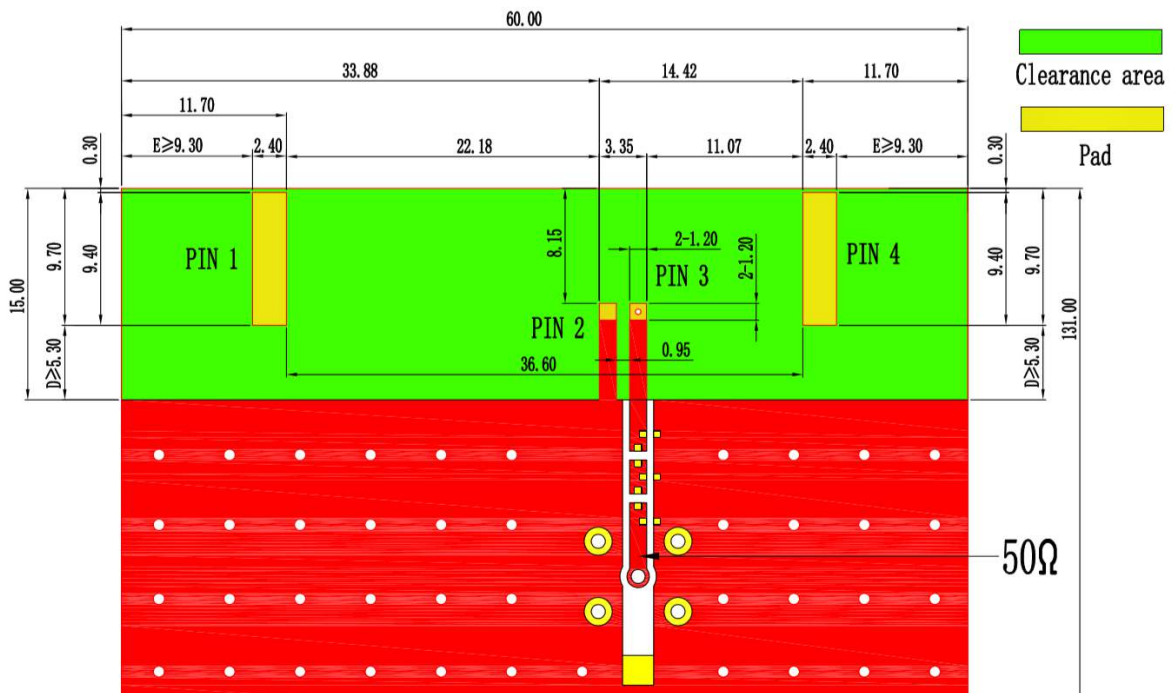 60.00
33.88
14.42
11.70
Clearance area
11.70
Pad
0.30
E≥9.30
2.40
22.18
3.35
11.07
2.40
E≥9.30
0.30
15.00
9.70
9.40
PIN 1
8.15
2-1.20
2-1.20
PIN 3
PIN 4
9.40
9.70
131.00
PIN 2
0.95
36.60
D≥5.30
D≥5.30
50Ω